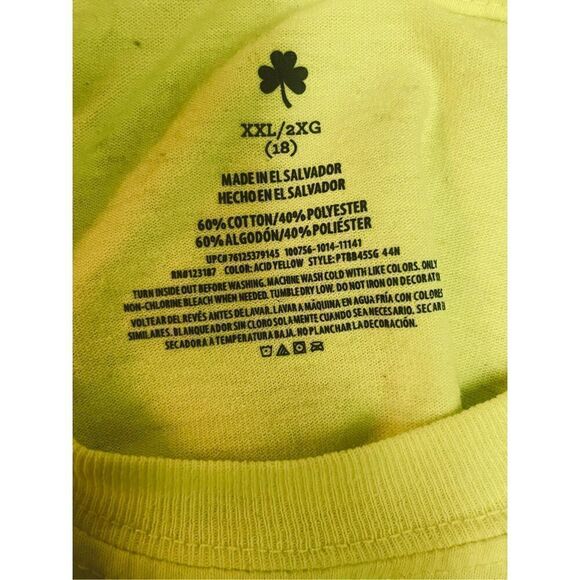 XXL/2XG
(18)
MADE IN EL SALVADOR
HECHO EN EL SALVADOR
60% COTTON/40% POLYESTER
60% ALGODÓN/40% POLIÉSTER
UPC#76125379145 100756-1014-11141
RN#123187 COLOR: ACID YELLOW STYLE: PTBB45SG 44N
TURN INSIDE OUT BEFORE WASHING. MACHINE WASH COLD WITH LIKE COLORS. ONLY
NON-CHLORINE BLEACH WHEN NEEDED. TUMBLE DRY LOW. DO NOT IRON ON DECORATI
VOLTEAR DEL REVÉS ANTES DE LAVAR. LAVAR A MÁQUINA EN AGUA FRÍA CON COLORES
SIMILARES. BLANQUEADOR SIN CLORO SOLAMENTE CUANDO SEA NECESARIO. SECAR
SECADORA A TEMPERATURA BAJA. NO PLANCHAR LA DECORACIÓN.